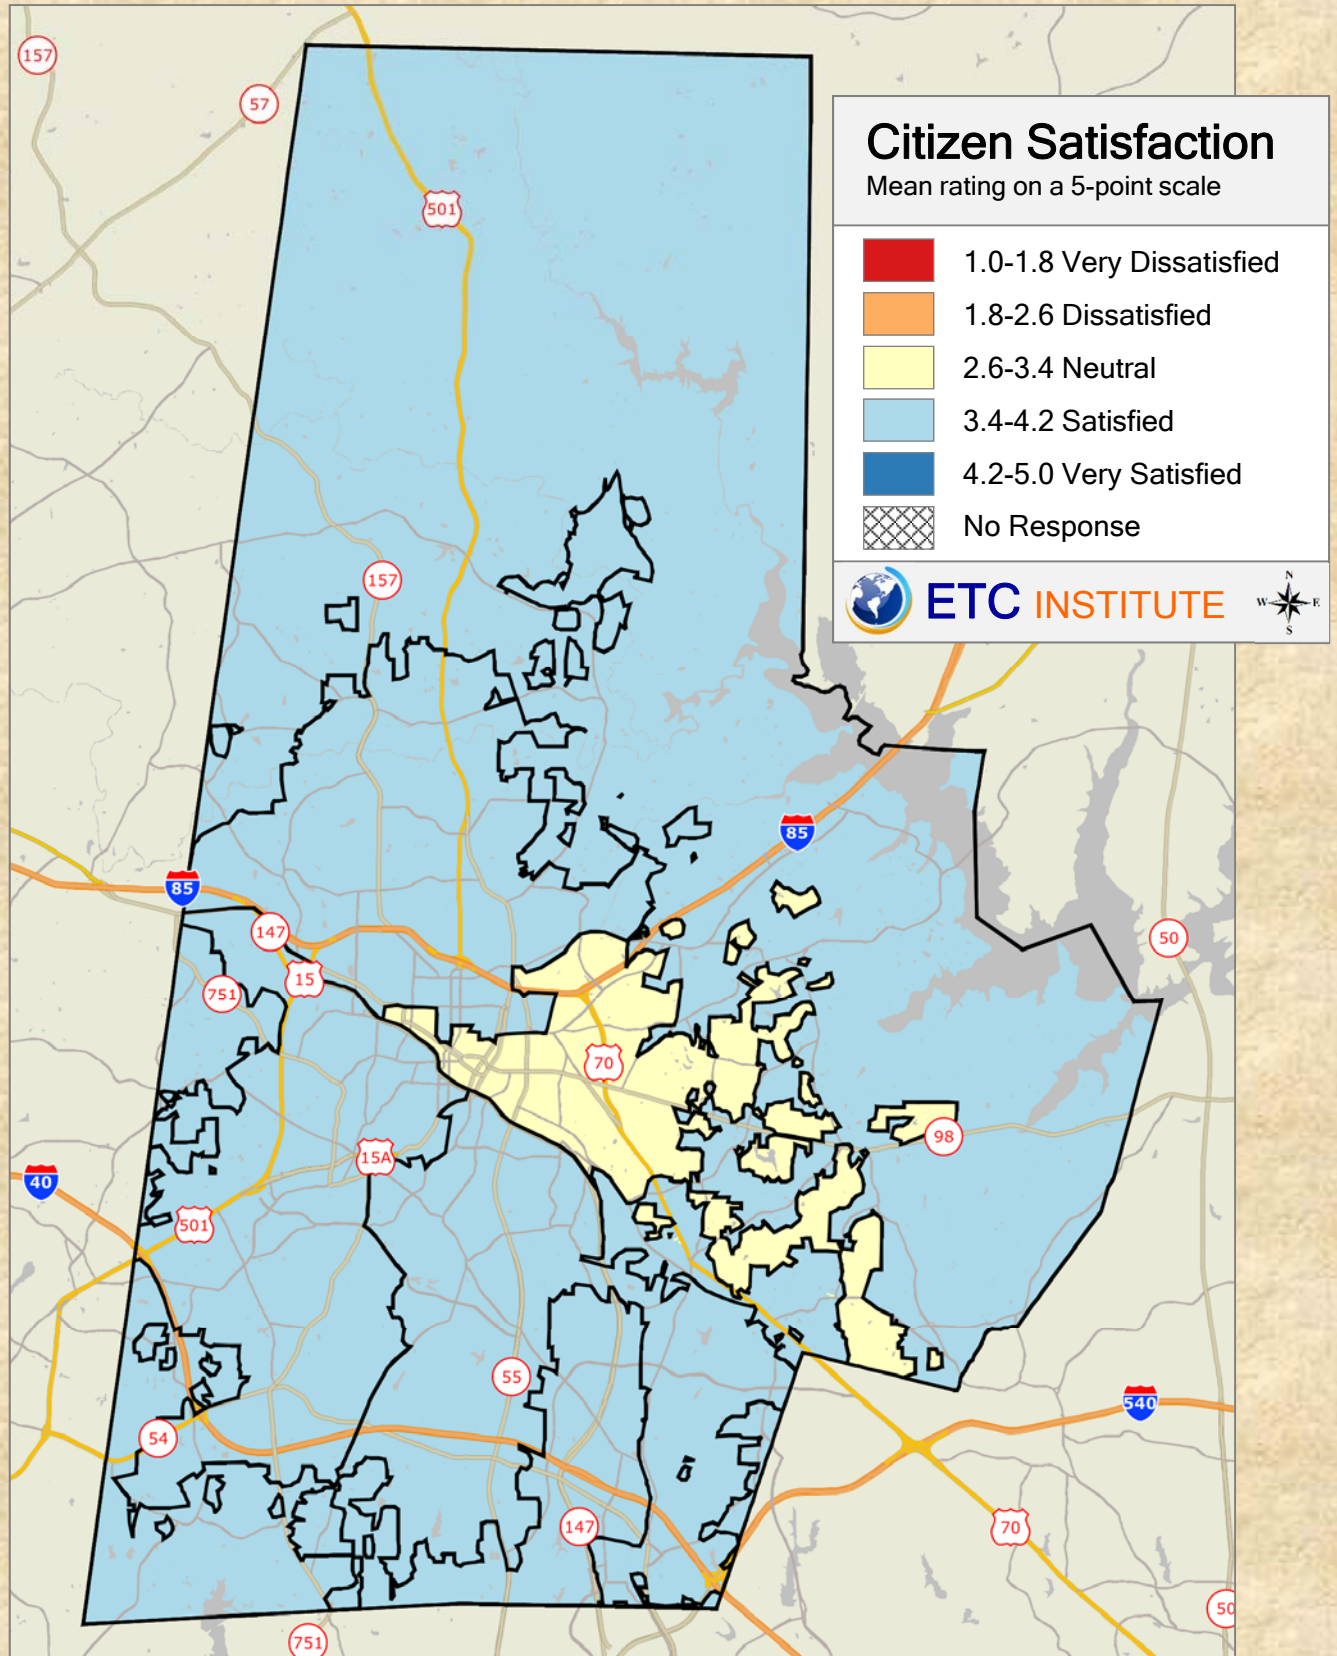 157
57
501
Citizen Satisfaction
Mean rating on a 5-point scale
1.0-1.8 Very Dissatisfied
1.8-2.6 Dissatisfied
2.6-3.4 Neutral
3.4-4.2 Satisfied
4.2-5.0 Very Satisfied
No Response
ETC INSTITUTE
N
W
E
S
157
85
85
147
50
15
751
70
98
15A
40
501
55
540
54
147
70
50
751